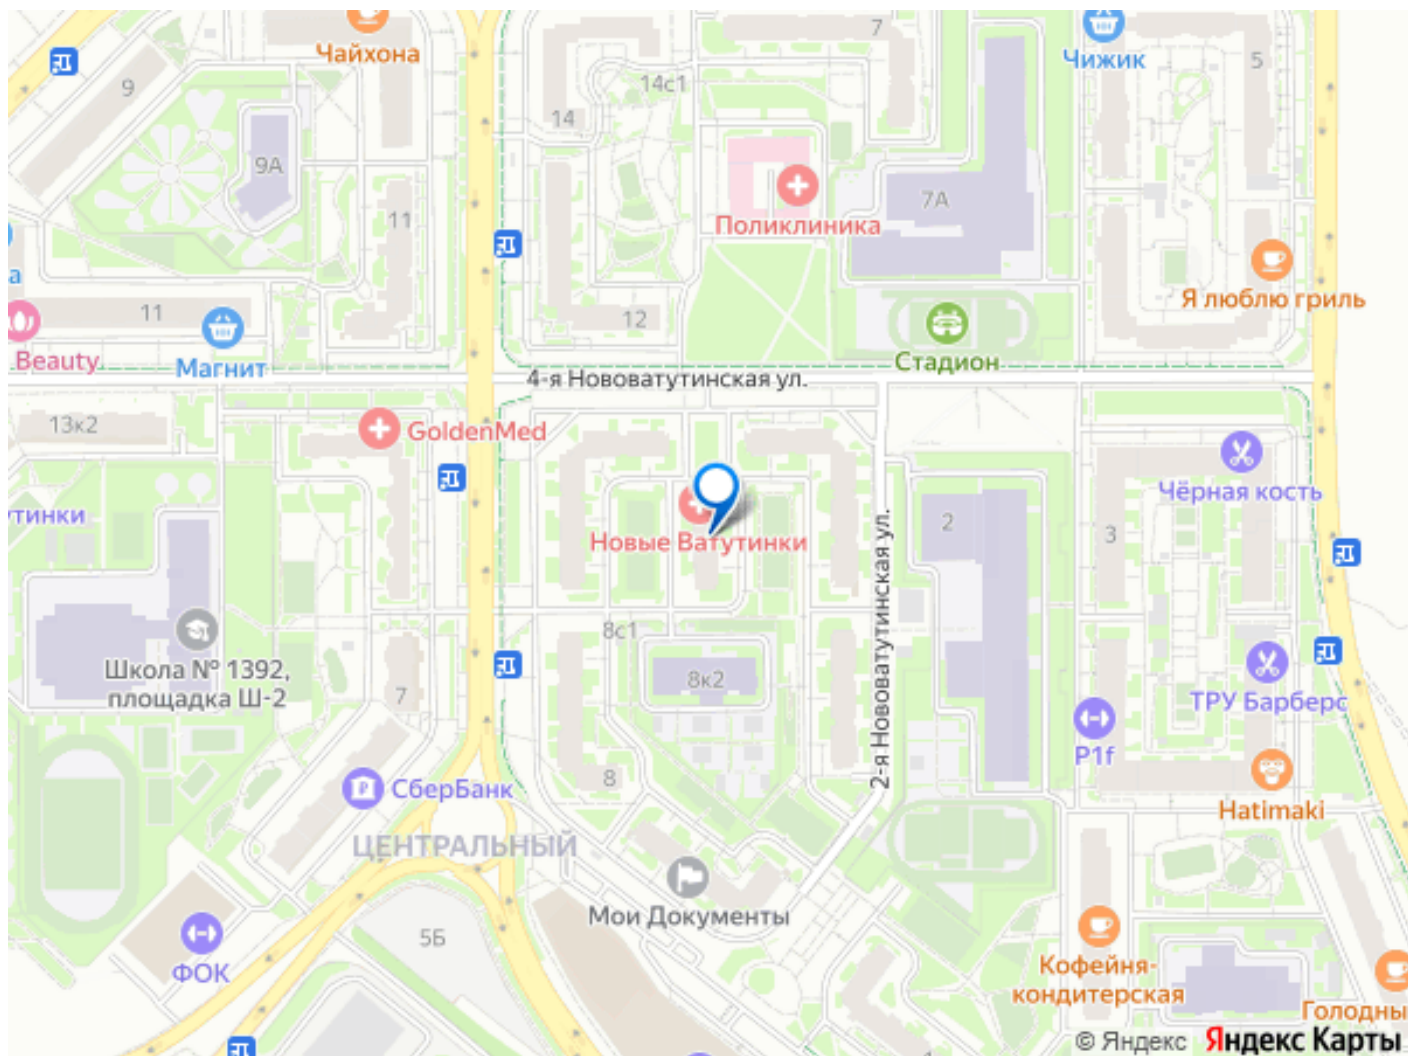 Чайхона
7
Чижик
5
9
14с1
14
9А
7А
11
Поликлиника
а
Я люблю гриль
11
12
Beauty
Магнит
Стадион
4-я Нововатутинская ул.
13к2
GoldenMed
Чёрная кость
утинки
2
3
Новые Ватутинки
2-я Нововатутинская ул.
8с1
Школа № 1392,
площадка Ш-2
8к2
7
ТРУ Барберс
P1f
8
СберБанк
Hatimaki
ЦЕНТРАЛЬНЫЙ
Мои Документы
5Б
ФОК
Кофейня-
кондитерская
Голодны
© Яндекс Яндекс Карты